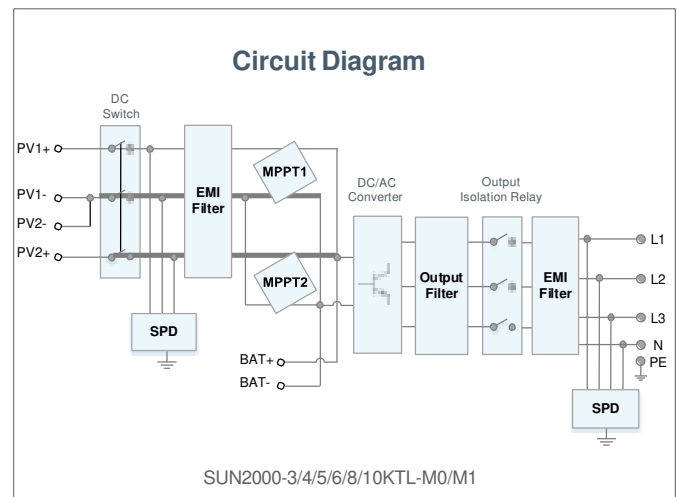 Circuit Diagram
DC
Switch
PV1+
PV1-
PV2-
PV2+
EMI
Filter
MPPT1
MPPT2
SPD
BAT+
BAT-
DC/AC
Converter
Output
Filter
Output
Isolation Relay
EMI
Filter
L1
L2
L3
N
PE
SPD
SUN2000-3/4/5/6/8/10KTL-M0/M1